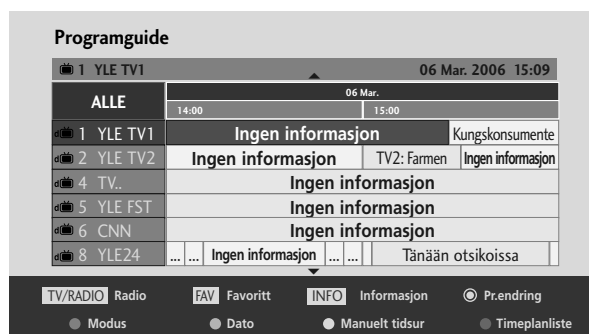 Programguide
1 YLE TV1 06 Mar. 2006 15:09
ALLE 06 Mar.
14:00 15:00
1 YLE TV1 Ingen informasjon Kungskonsumente
2 YLE TV2 Ingen informasjon TV2: Farmen Ingen informasjon
4 TV.. Ingen informasjon
5 YLE FST Ingen informasjon
6 CNN Ingen informasjon
8 YLE24 ... ... Ingen informasjon ... ... Tänään otsikoissa
TV/RADIO Radio FAV Favoritt INFO Informasjon Pr.endring
Modus Dato Manuelt tidsur Timeplanliste